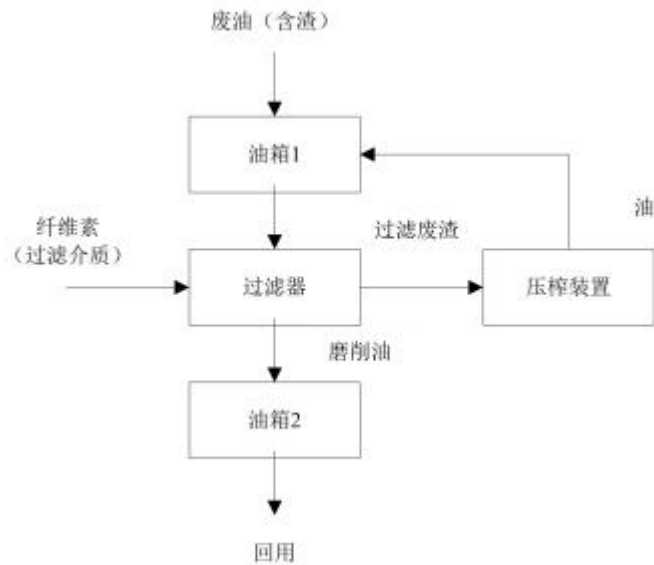 废油（含渣）
油箱1
油
纤维素
（过滤介质）
过滤废渣
过滤器
压榨装置
磨削油
油箱2
回用